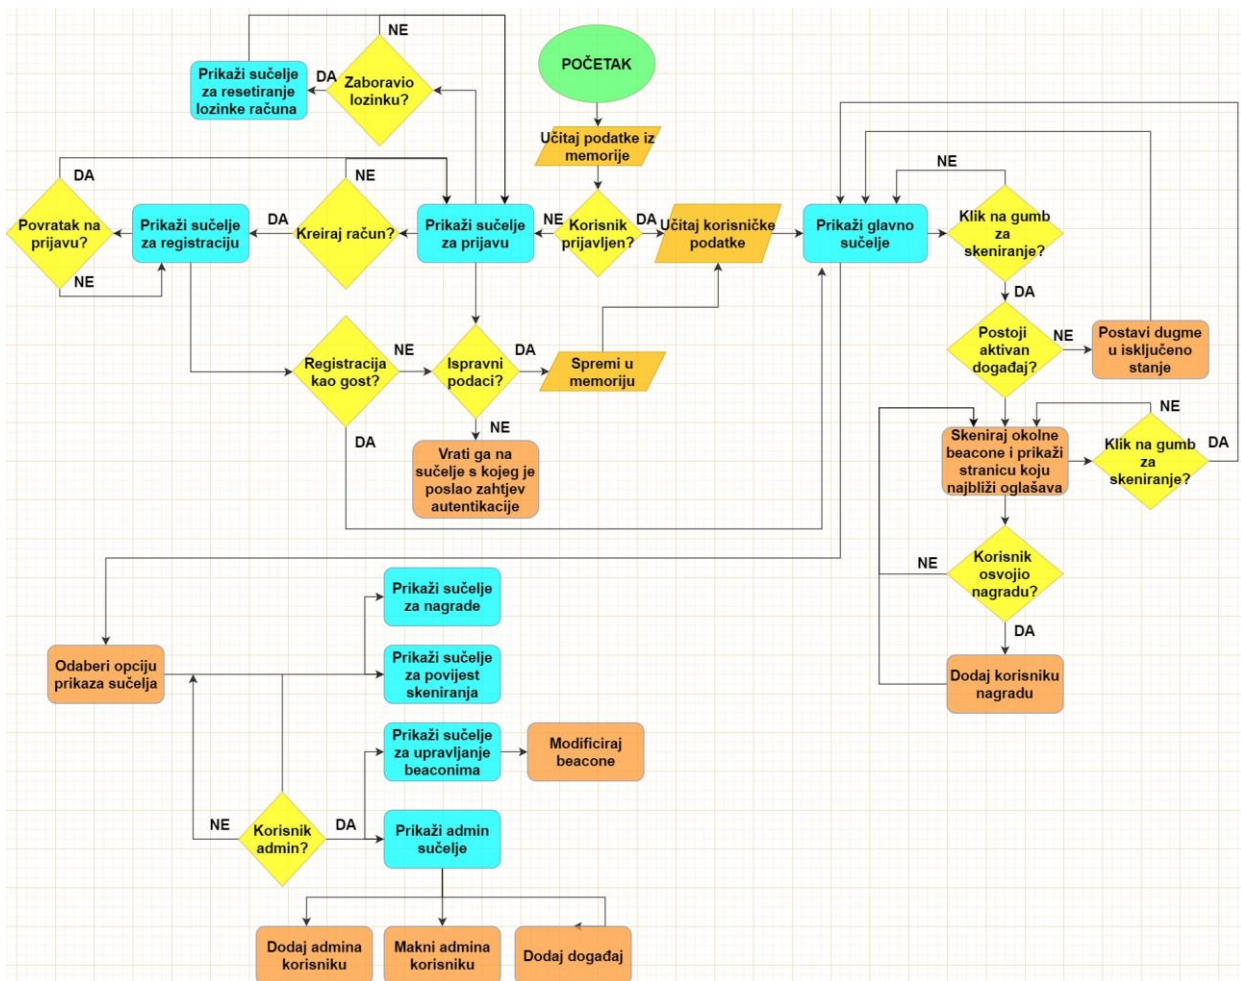 NE
POČETAK
Prikaži sučelje
za resetiranje
lozinke računa
DA
Zaboravio
lozinku?
Učitaj podatke iz
memorije
DA
NE
NE
Povratak na
prijavu?
Prikaži sučelje
za registraciju
DA
Kreiraj račun?
Prikaži sučelje
za prijavu
NE
Korisnik
prijavljen?
DA
Učitaj korisničke
podatke
Prikaži glavno
sučelje
Klik na gumb
za
skeniranje?
NE
DA
Registracija
kao gost?
NE
Ispravni
podaci?
DA
Spremi u
memoriju
Postoji
aktivan
događaj?
NE
Postavi dugme
u isključeno
stanje
DA
NE
Vrati ga na
sučelje s kojeg je
poslao zahtjev
autentikacije
NE
Skeniraj okolne
beacone i prikaži
stranicu koju
najbliži oglašava
Klik na gumb
za
skeniranje?
DA
NE
Korisnik
osvojio
nagradu?
DA
Dodaj korisniku
nagradu
Prikaži sučelje
za nagrade
Odaberi opciju
prikaza sučelja
Prikaži sučelje
za povijest
skeniranja
Prikaži sučelje
za upravljanje
beaconima
Modificiraj
beacone
NE
Korisnik
admin?
DA
Prikaži admin
sučelje
Dodaj admina
korisniku
Makni admina
korisniku
Dodaj događaj